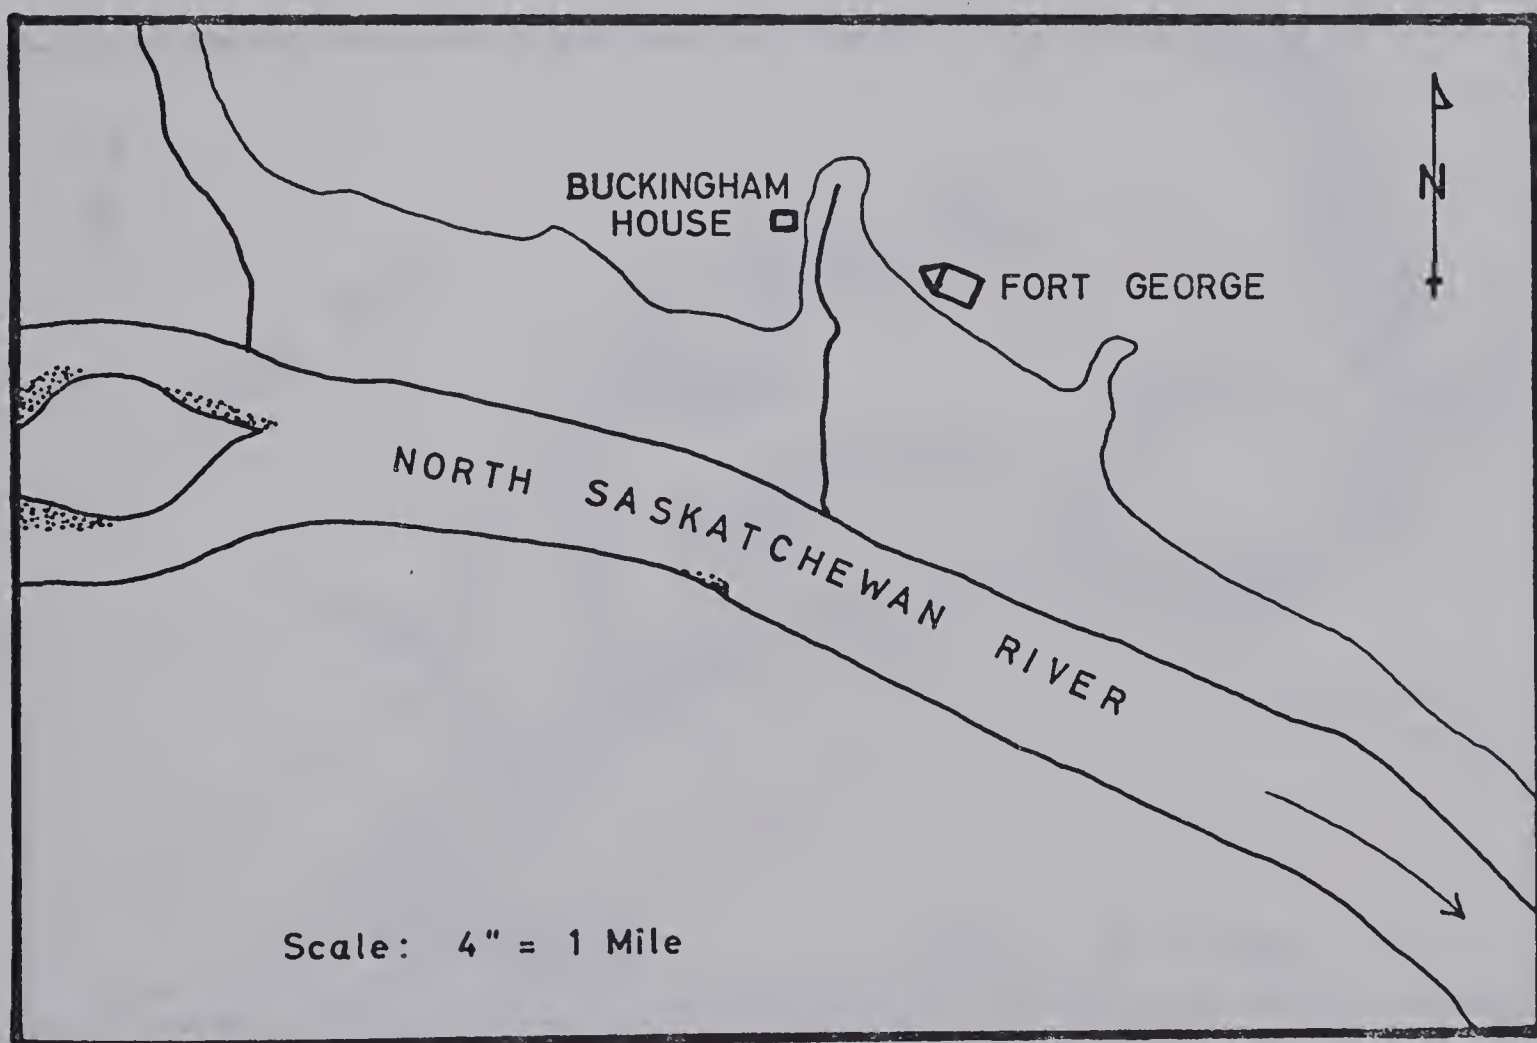 BUCKINGHAM
HOUSE
N
FORT GEORGE
NORTH SASKATCHEWAN RIVER
Scale: 4" = 1 Mile